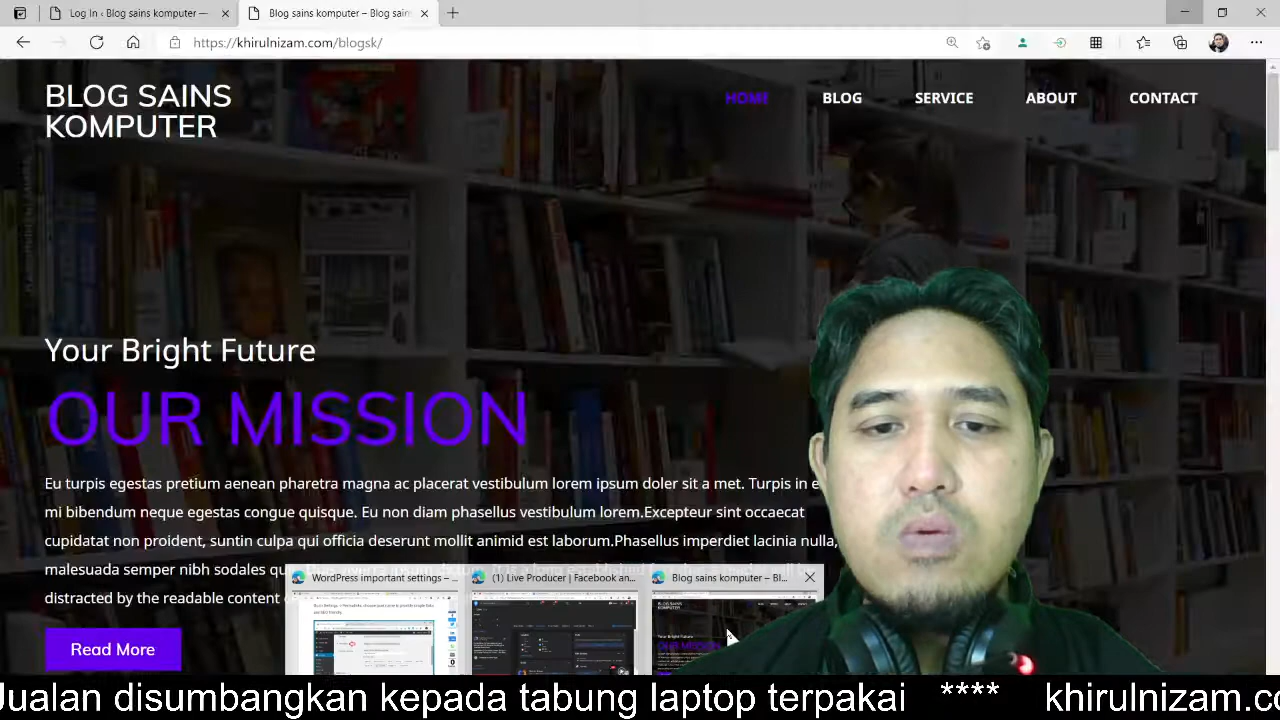 Log In ‹ Blog sains komputer —
Blog sains komputer – Blog sains
https://khirulnizam.com/blogsk/
BLOG SAINS
KOMPUTER
HOME
BLOG
SERVICE
ABOUT
CONTACT
Your Bright Future
OUR MISSION
Eu turpis egestas pretium aenean pharetra magna ac placerat vestibulum lorem ipsum doler sit a met. Turpis in e
mi bibendum neque egestas congue quisque. Eu non diam phasellus vestibulum lorem.Excepteur sint occaecat
cupidatat non proident, suntin culpa qui officia deserunt mollit animid est laborum.Phasellus imperdiet lacinia nulla,
malesuada semper nibh sodales qu
distracted by the readable content
WordPress important settings – ...
(1) Live Producer | Facebook an...
Blog sains komputer – Bl...
Read More
Jualan disumbangkan kepada tabung laptop terpakai **** khirulnizam.co